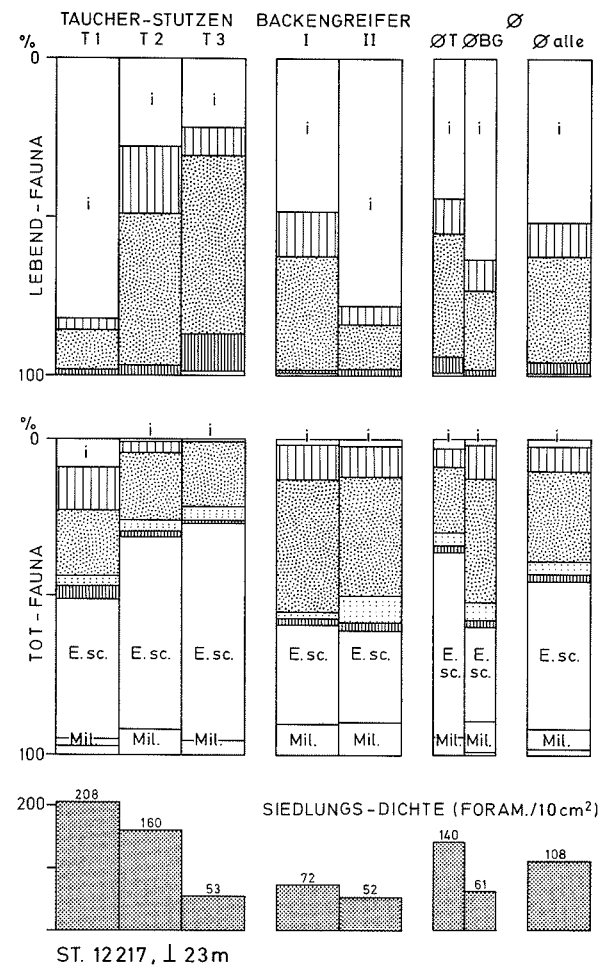 TAUCHER-STUTZEN BACKENGREIFER Ø
% T1 T2 T3 I II ØT ØBG Ø alle
0
i i i i i i i i
LEBEND-FAUNA
100
%
0
i i i i i i i i
TOT-FAUNA
E.sc. E.sc. E.sc. E.sc. E.sc. E. sc. E. sc. E.sc.
Mil. Mil. Mil. Mil. Mil. Mil. Mil. Mil.
100
SIEDLUNGS-DICHTE (FORAM./10cm²)
200
208 160 53 72 52 140 61 108
ST. 12217, ⊥ 23m